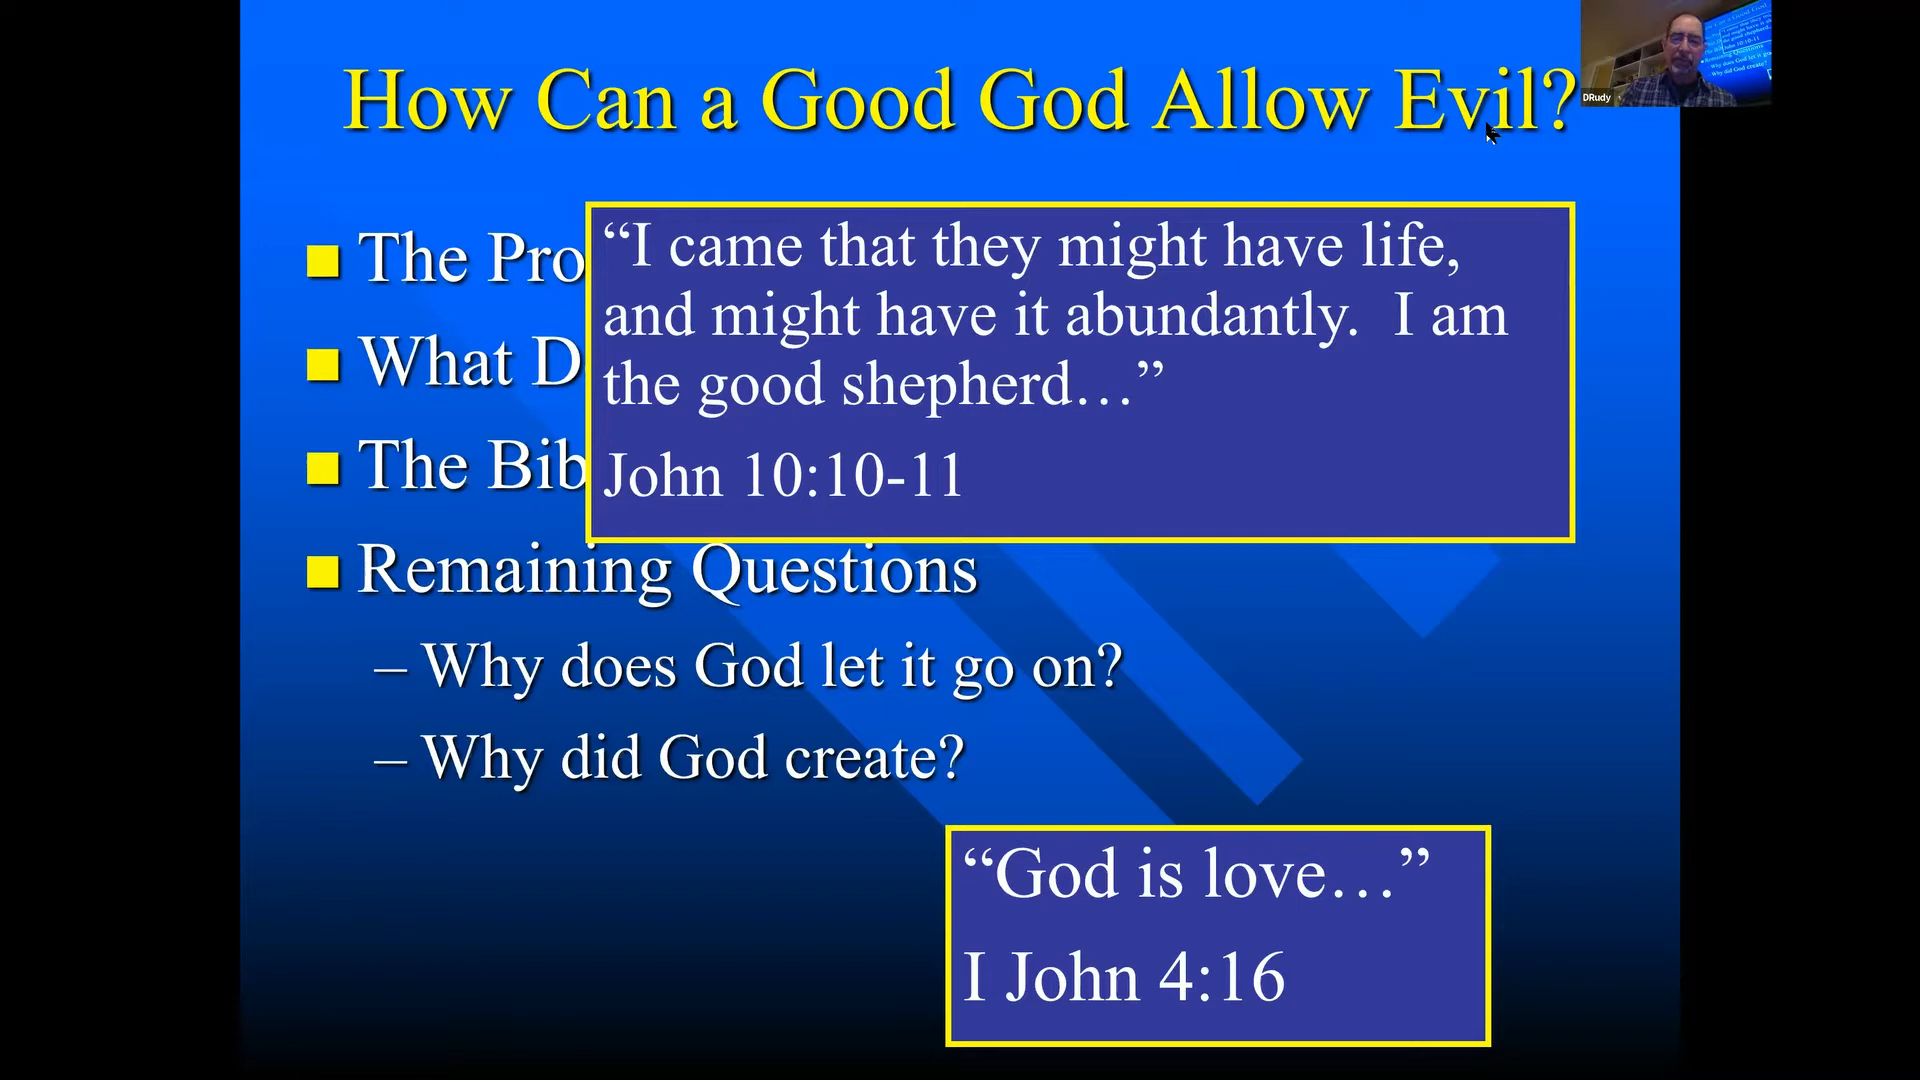 How Can a Good God Allow Evil?
DRudy
The Pro
What D
The Bib
“I came that they might have life,
and might have it abundantly. I am
the good shepherd…”
John 10:10-11
Remaining Questions
– Why does God let it go on?
– Why did God create?
“God is love…”
I John 4:16